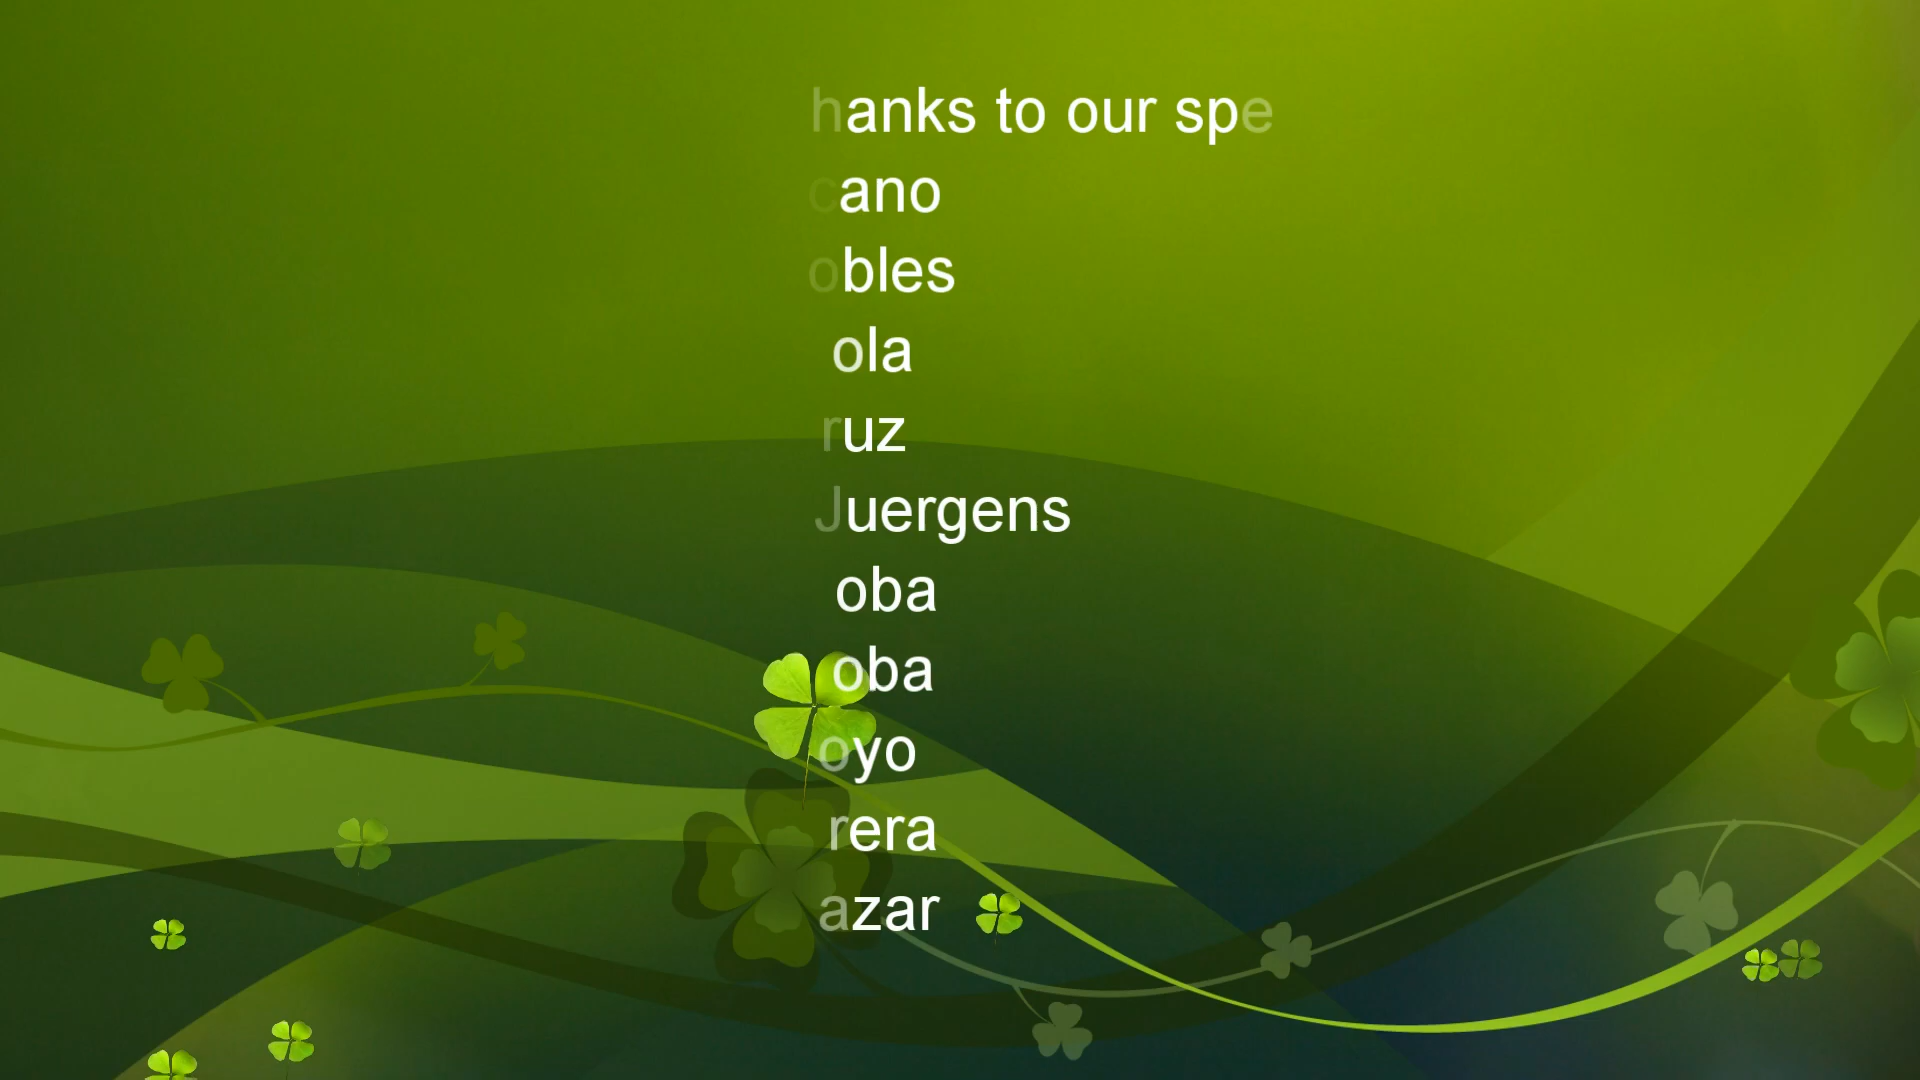 hanks to our spe
cano
obles
ola
ruz
Juergens
oba
oba
oyo
rera
azar